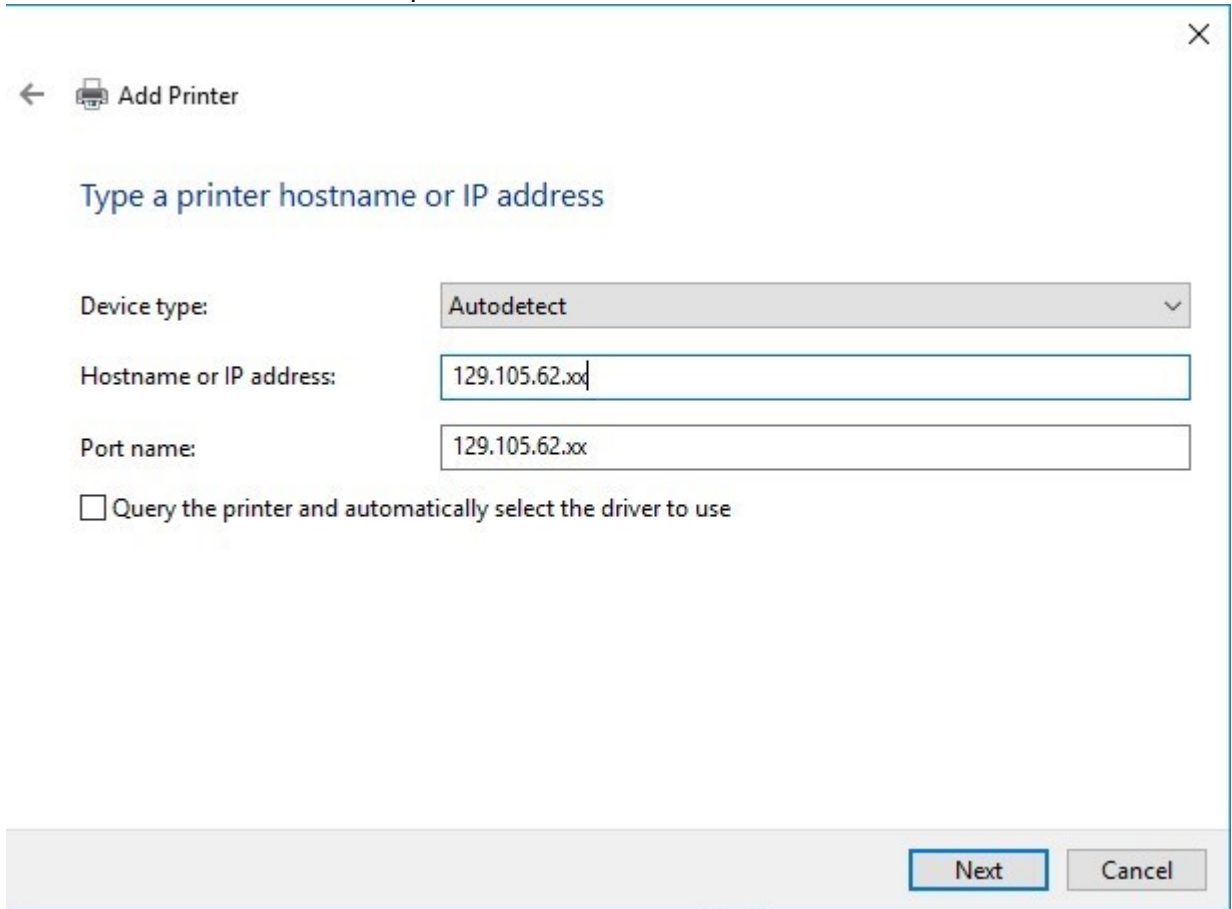 Add Printer
Type a printer hostname or IP address
Device type: Autodetect
Hostname or IP address: 129.105.62.xx
Port name: 129.105.62.xx
Query the printer and automatically select the driver to use
Next Cancel